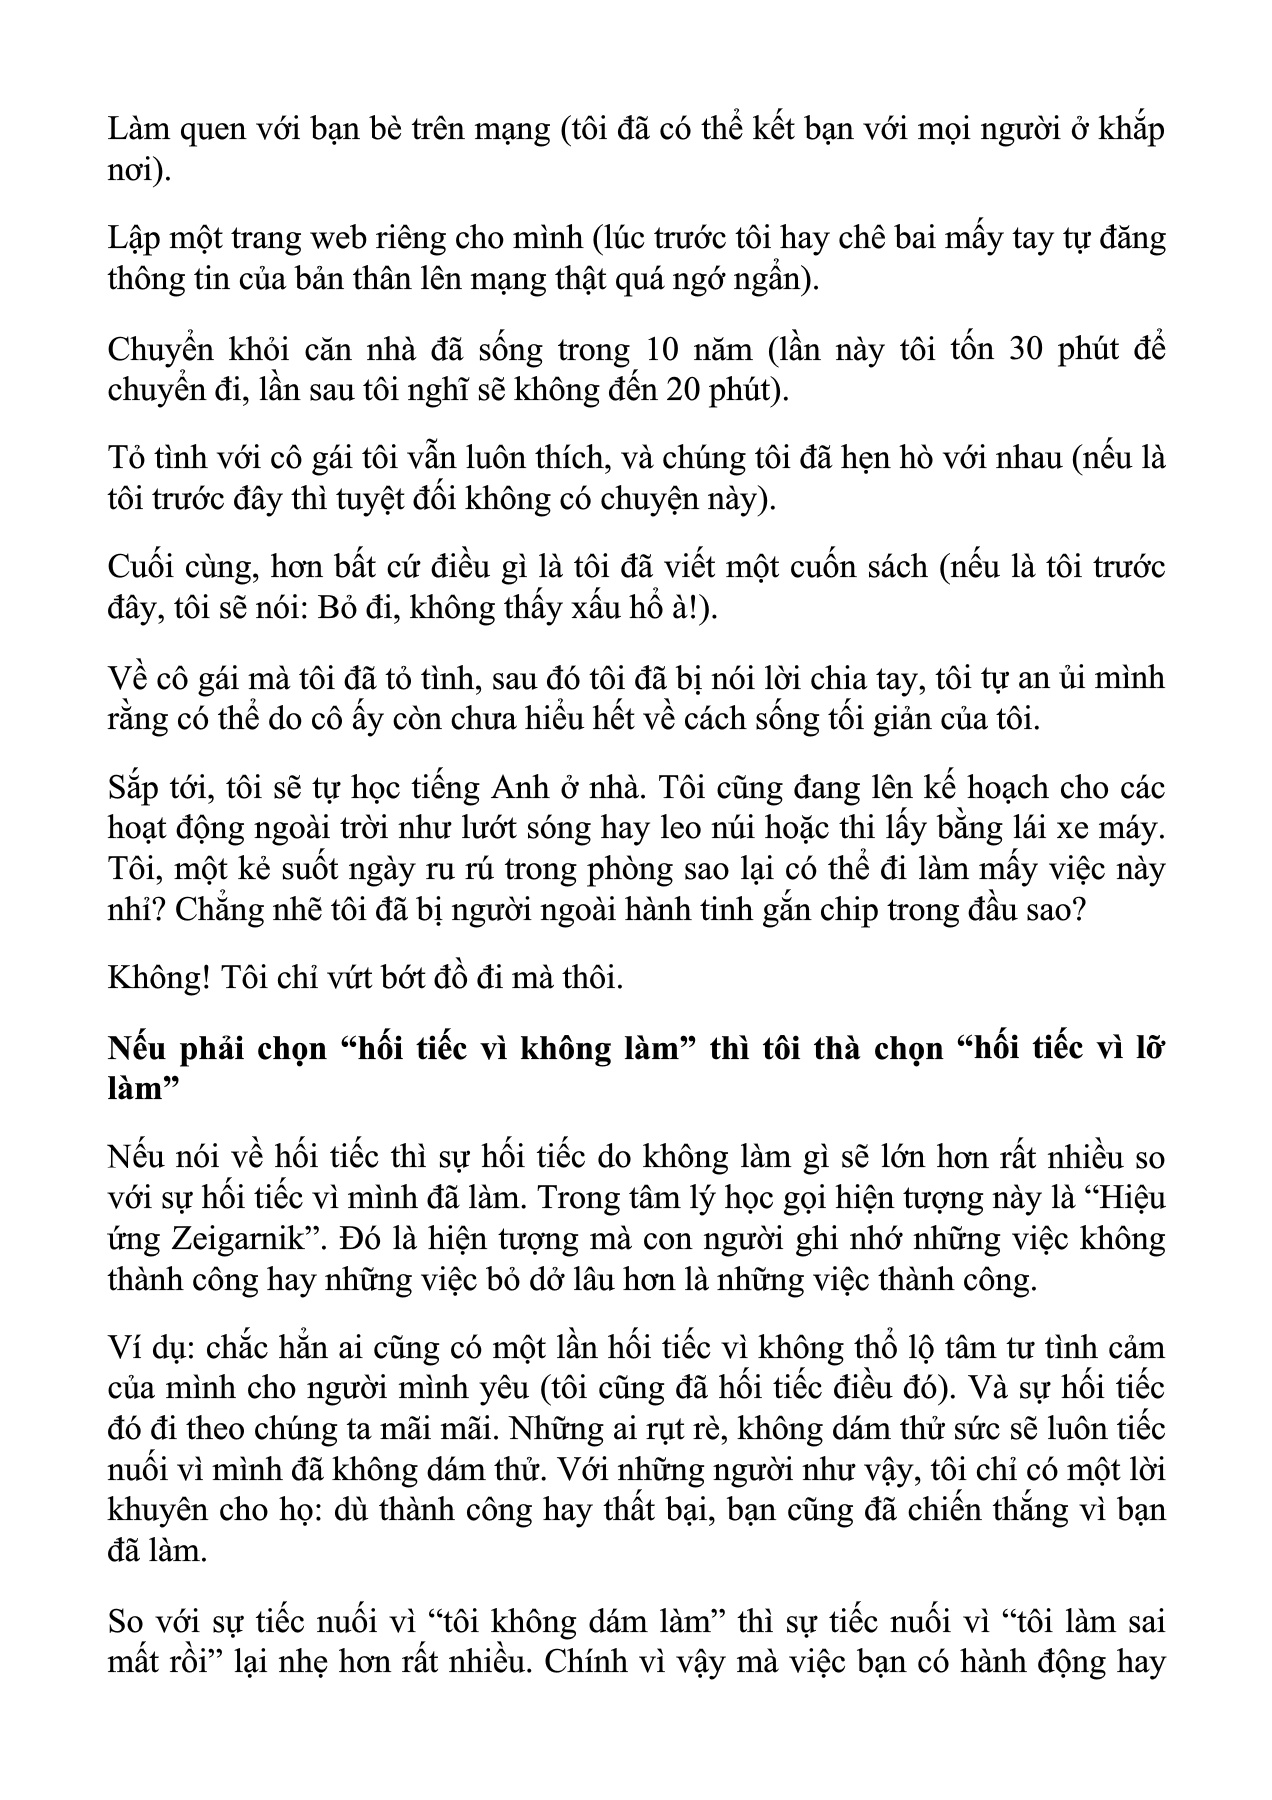 Làm quen với bạn bè trên mạng (tôi đã có thể kết bạn với mọi người ở khắp
nơi).
Lập một trang web riêng cho mình (lúc trước tôi hay chê bai mấy tay tự đăng
thông tin của bản thân lên mạng thật quá ngớ ngẩn).
Chuyển khỏi căn nhà đã sống trong 10 năm (lần này tôi tốn 30 phút để
chuyển đi, lần sau tôi nghĩ sẽ không đến 20 phút).
Tỏ tình với cô gái tôi vẫn luôn thích, và chúng tôi đã hẹn hò với nhau (nếu là
tôi trước đây thì tuyệt đối không có chuyện này).
Cuối cùng, hơn bất cứ điều gì là tôi đã viết một cuốn sách (nếu là tôi trước
đây, tôi sẽ nói: Bỏ đi, không thấy xấu hổ à!).
Về cô gái mà tôi đã tỏ tình, sau đó tôi đã bị nói lời chia tay, tôi tự an ủi mình
rằng có thể do cô ấy còn chưa hiểu hết về cách sống tối giản của tôi.
Sắp tới, tôi sẽ tự học tiếng Anh ở nhà. Tôi cũng đang lên kế hoạch cho các
hoạt động ngoài trời như lướt sóng hay leo núi hoặc thi lấy bằng lái xe máy.
Tôi, một kẻ suốt ngày ru rú trong phòng sao lại có thể đi làm mấy việc này
nhỉ? Chẳng nhẽ tôi đã bị người ngoài hành tinh gắn chip trong đầu sao?
Không! Tôi chỉ vứt bớt đồ đi mà thôi.
Nếu phải chọn “hối tiếc vì không làm” thì tôi thà chọn “hối tiếc vì lỡ
làm”
Nếu nói về hối tiếc thì sự hối tiếc do không làm gì sẽ lớn hơn rất nhiều so
với sự hối tiếc vì mình đã làm. Trong tâm lý học gọi hiện tượng này là “Hiệu
ứng Zeigarnik”. Đó là hiện tượng mà con người ghi nhớ những việc không
thành công hay những việc bỏ dở lâu hơn là những việc thành công.
Ví dụ: chắc hẳn ai cũng có một lần hối tiếc vì không thổ lộ tâm tư tình cảm
của mình cho người mình yêu (tôi cũng đã hối tiếc điều đó). Và sự hối tiếc
đó đi theo chúng ta mãi mãi. Những ai rụt rè, không dám thử sức sẽ luôn tiếc
nuối vì mình đã không dám thử. Với những người như vậy, tôi chỉ có một lời
khuyên cho họ: dù thành công hay thất bại, bạn cũng đã chiến thắng vì bạn
đã làm.
So với sự tiếc nuối vì “tôi không dám làm” thì sự tiếc nuối vì “tôi làm sai
mất rồi” lại nhẹ hơn rất nhiều. Chính vì vậy mà việc bạn có hành động hay